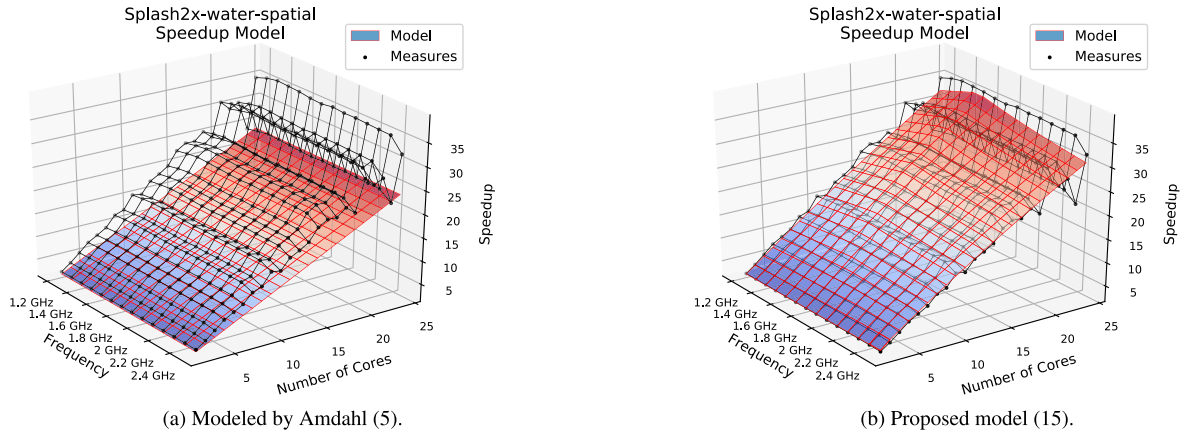 Splash2x-water-spatial
Speedup Model
Model
Measures
35
30
25
20
15
10
5
Speedup
1.2 GHz
1.4 GHz
1.6 GHz
1.8 GHz
2 GHz
2.2 GHz
2.4 GHz
Frequency
5
10
15
20
25
Number of Cores
(a) Modeled by Amdahl (5).
Splash2x-water-spatial
Speedup Model
Model
Measures
35
30
25
20
15
10
5
Speedup
1.2 GHz
1.4 GHz
1.6 GHz
1.8 GHz
2 GHz
2.2 GHz
2.4 GHz
Frequency
5
10
15
20
25
Number of Cores
(b) Proposed model (15).